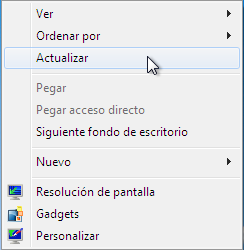 Ver
Ordenar por
Actualizar
Pegar
Pegar acceso directo
Siguiente fondo de escritorio
Nuevo
Resolución de pantalla
Gadgets
Personalizar